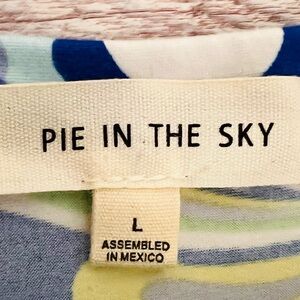 PIE IN THE SKY
L
ASSEMBLED
IN MEXICO